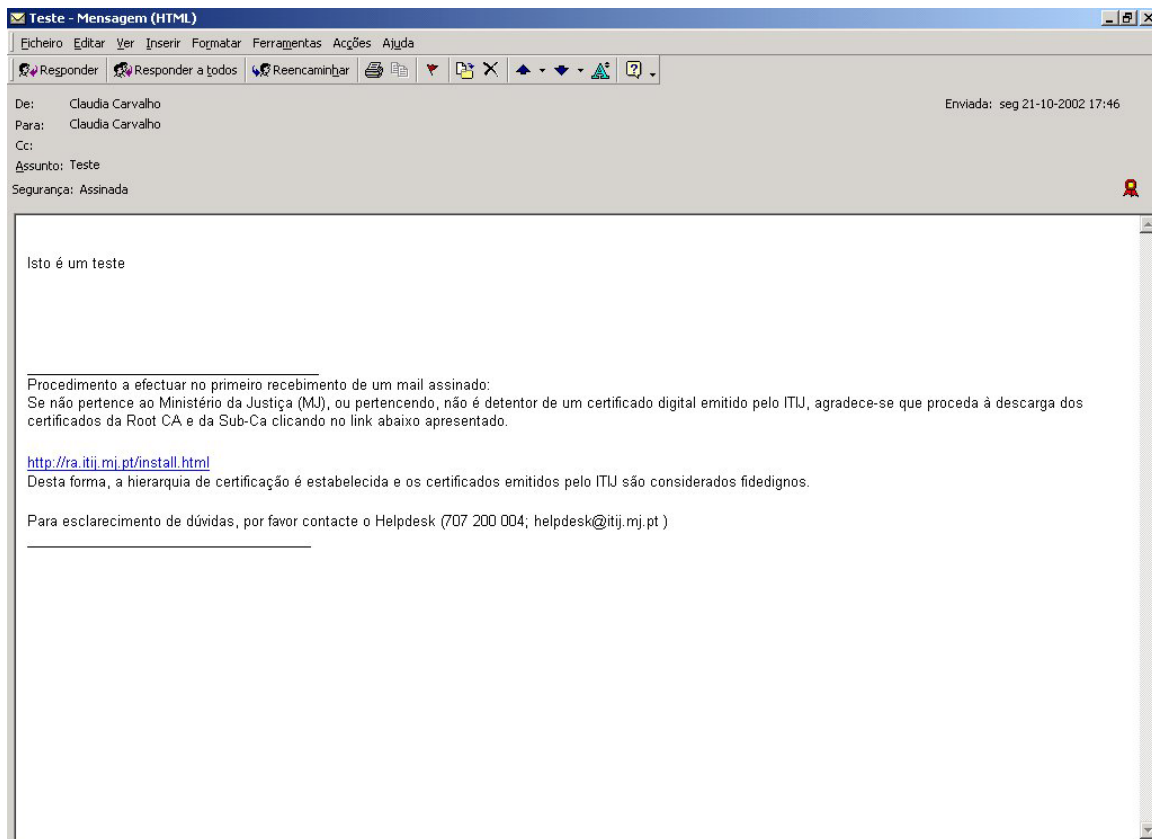 Teste - Mensagem (HTML)
Ficheiro Editar Ver Inserir Formatar Ferramentas Acções Ajuda
Responder Responder a todos Reencaminhar
De: Claudia Carvalho Enviada: seg 21-10-2002 17:46
Para: Claudia Carvalho
Cc:
Assunto: Teste
Segurança: Assinada
Isto é um teste
Procedimento a efectuar no primeiro recebimento de um mail assinado:
Se não pertence ao Ministério da Justiça (MJ), ou pertencendo, não é detentor de um certificado digital emitido pelo ITIJ, agradece-se que proceda à descarga dos
certificados da Root CA e da Sub-Ca clicando no link abaixo apresentado.
http://ra.itij.mj.pt/install.html
Desta forma, a hierarquia de certificação é estabelecida e os certificados emitidos pelo ITIJ são considerados fidedignos.
Para esclarecimento de dúvidas, por favor contacte o Helpdesk (707 200 004; helpdesk@itij.mj.pt )